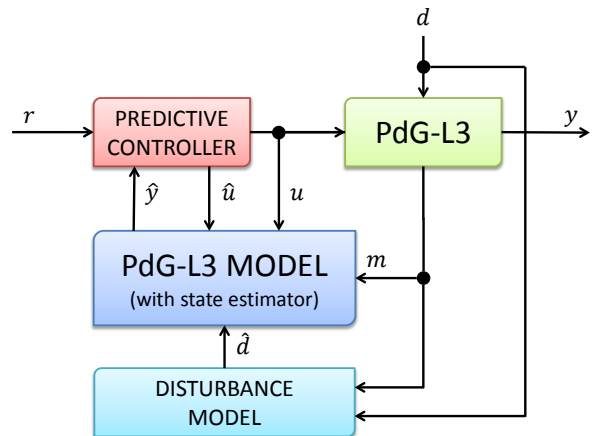 d
r
PREDICTIVE
CONTROLLER
PdG-L3
y
ŷ
û
u
PdG-L3 MODEL
(with state estimator)
m
d̂
DISTURBANCE
MODEL